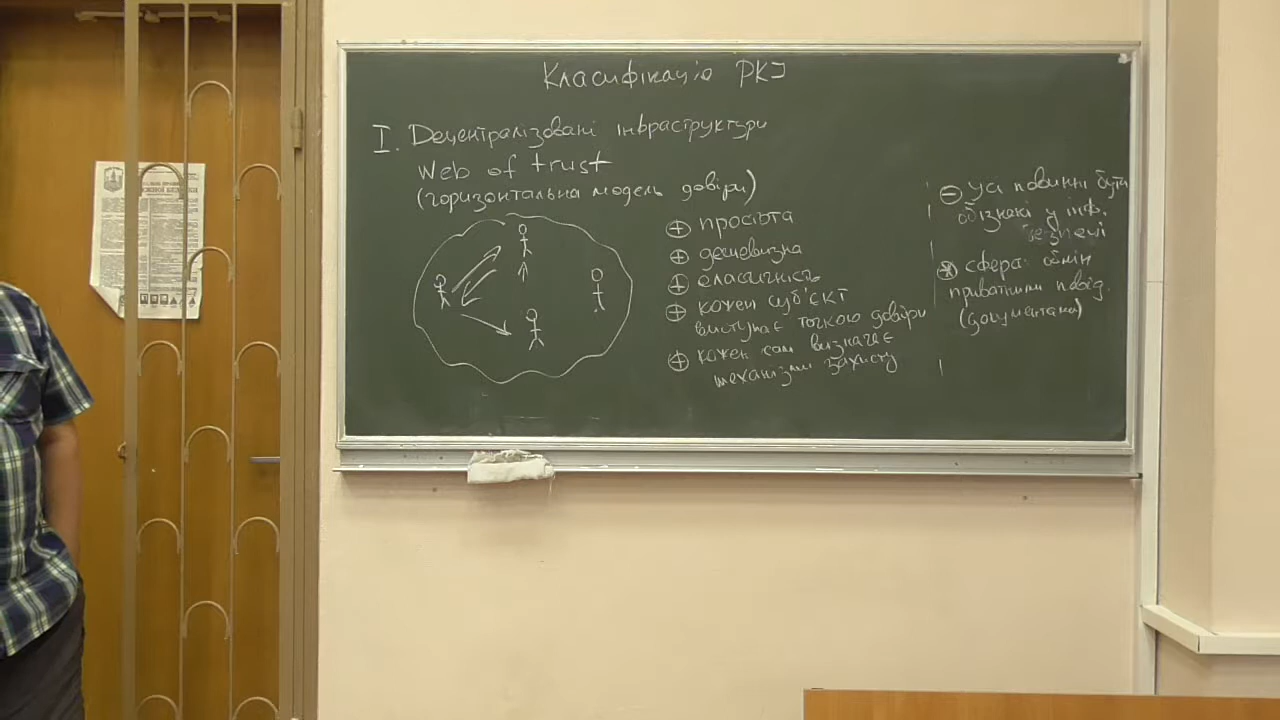 Класифікація PKI
I. Децентралізовані інфраструктури
Web of trust
(горизонтальна модель довіри)
⊕ простота
⊕ дешевизна
⊕ еластичність
⊕ кожен суб'єкт
виступає точкою довіри
⊕ кожен сам визначає
механізми захисту
⊖ усі повинні бути
обізнані у інф.
безпеці
сфера: обмін
приватними повід.
(документами)